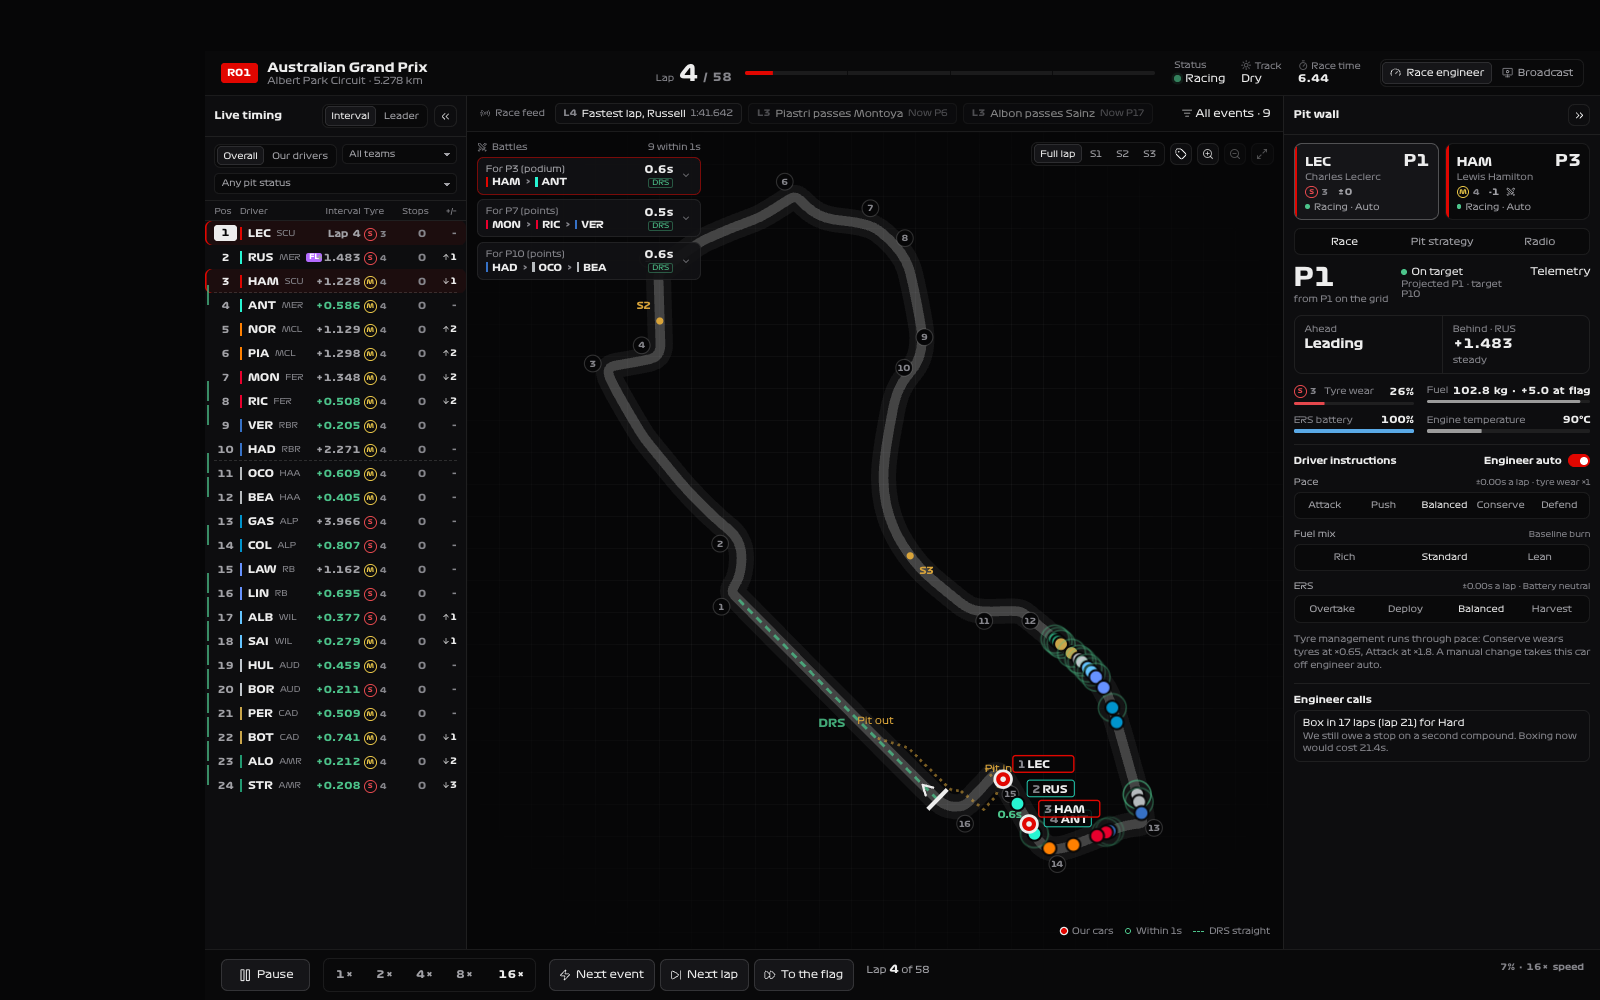 R01
Australian Grand Prix
Albert Park Circuit · 5.278 km
Lap 4 / 58
Status
Racing
Track
Dry
Race time
6.44
Race engineer
Broadcast
Live timing
Interval
Leader
Overall
Our drivers
All teams
Any pit status
Pos Driver Interval Tyre Stops +/-
1 LEC SCU Lap 4 S 3 0 -
2 RUS MER FL 1.483 S 4 0 ↑1
3 HAM SCU +1.228 M 4 0 ↓1
4 ANT MER +0.586 M 4 0 -
5 NOR MCL +1.129 M 4 0 ↑2
6 PIA MCL +1.298 M 4 0 ↑2
7 MON FER +1.348 M 4 0 ↓2
8 RIC FER +0.508 M 4 0 ↓2
9 VER RBR +0.205 M 4 0 -
10 HAD RBR +2.271 M 4 0 -
11 OCO HAA +0.609 M 4 0 -
12 BEA HAA +0.405 M 4 0 -
13 GAS ALP +3.966 S 4 0 -
14 COL ALP +0.807 S 4 0 -
15 LAW RB +1.162 M 4 0 -
16 LIN RB +0.695 S 4 0 -
17 ALB WIL +0.377 S 4 0 ↑1
18 SAI WIL +0.279 M 4 0 ↓1
19 HUL AUD +0.459 M 4 0 -
20 BOR AUD +0.211 S 4 0 -
21 PER CAD +0.509 M 4 0 -
22 BOT CAD +0.741 M 4 0 ↓1
23 ALO AMR +0.212 M 4 0 ↓2
24 STR AMR +0.208 S 4 0 ↓3
Race feed
L4 Fastest lap, Russell 1:41.642
L3 Piastri passes Montoya Now P6
L3 Albon passes Sainz Now P17
All events · 9
Battles
9 within 1s
For P3 (podium) 0.6s
HAM › ANT DRS
For P7 (points) 0.5s
MON › RIC › VER DRS
For P10 (points) 0.6s
HAD › OCO › BEA DRS
Full lap S1 S2 S3
6
7
8
S2
4
3
9
10
2
S3
1
11
12
DRS
Pit out
Pit in
1 LEC
15
2 RUS
3 HAM
0.6s
4 ANT
16
13
14
Our cars
Within 1s
DRS straight
Pit wall
LEC P1
Charles Leclerc
S 3 ±0
Racing · Auto
HAM P3
Lewis Hamilton
M 4 -1
Racing · Auto
Race
Pit strategy
Radio
P1
from P1 on the grid
On target
Projected P1 · target
P10
Telemetry
Ahead
Leading
Behind · RUS
+1.483
steady
S 3 Tyre wear 26%
Fuel 102.8 kg · +5.0 at flag
ERS battery 100%
Engine temperature 90°C
Driver instructions
Engineer auto
Pace
±0.00s a lap · tyre wear ×1
Attack Push Balanced Conserve Defend
Fuel mix
Baseline burn
Rich Standard Lean
ERS
±0.00s a lap · Battery neutral
Overtake Deploy Balanced Harvest
Tyre management runs through pace: Conserve wears
tyres at ×0.65, Attack at ×1.8. A manual change takes this car
off engineer auto.
Engineer calls
Box in 17 laps (lap 21) for Hard
We still owe a stop on a second compound. Boxing now
would cost 21.4s.
Pause
1× 2× 4× 8× 16×
Next event
Next lap
To the flag
Lap 4 of 58
7% · 16× speed